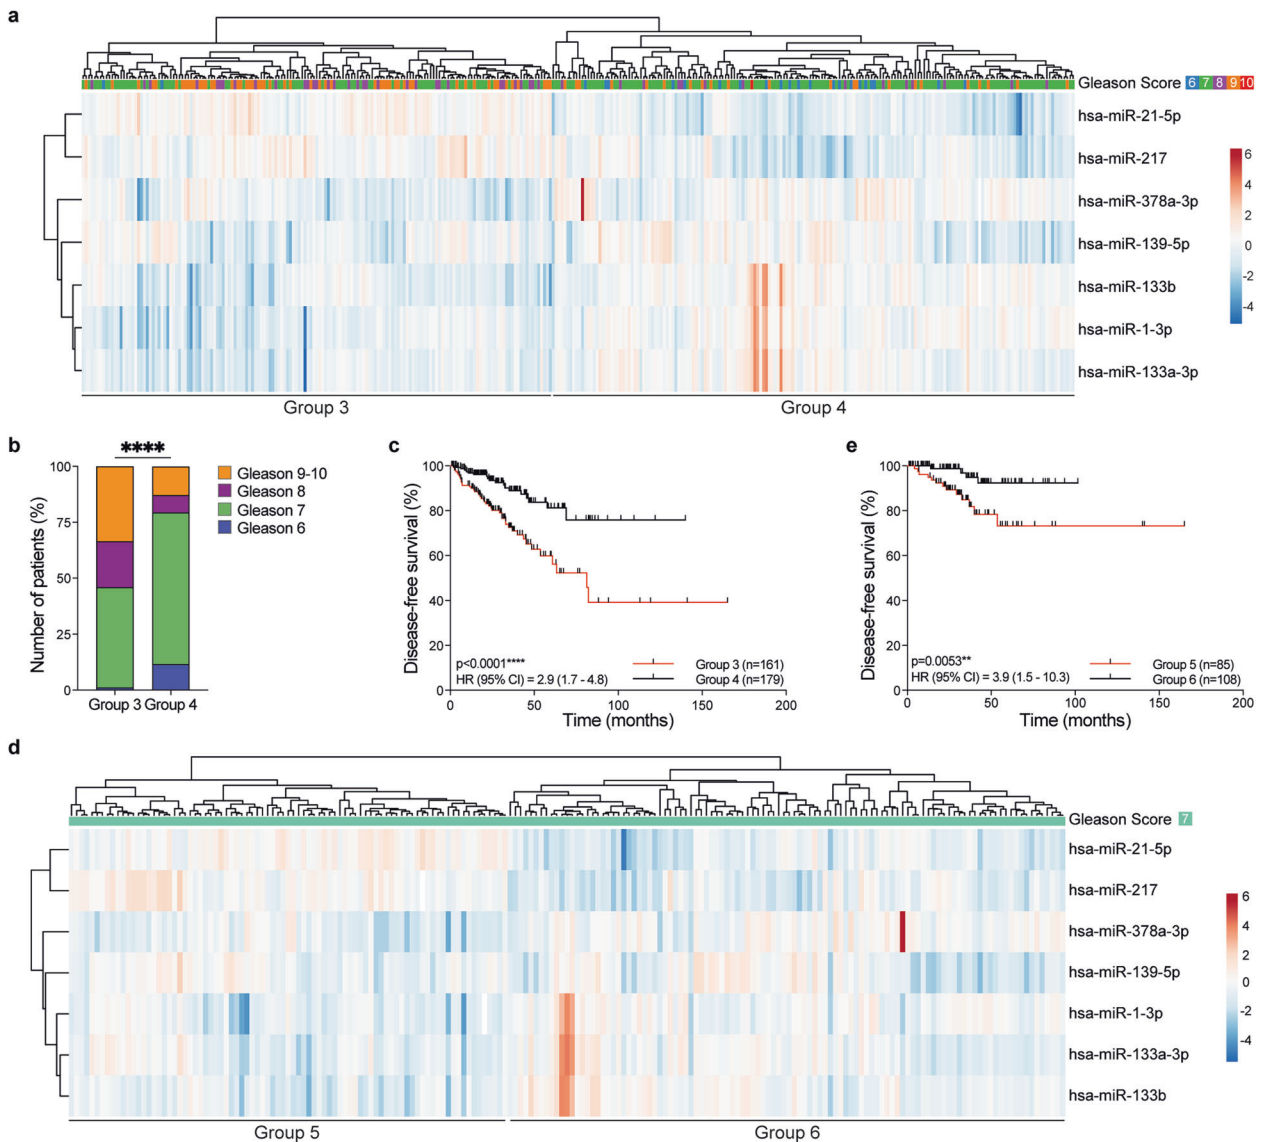 a
Gleason Score 6 7 8 9 10
hsa-miR-21-5p
hsa-miR-217
hsa-miR-378a-3p
hsa-miR-139-5p
hsa-miR-133b
hsa-miR-1-3p
hsa-miR-133a-3p
6
4
2
0
-2
-4
Group 3
Group 4
b
****
Number of patients (%)
100
75
50
25
0
Group 3 Group 4
Gleason 9-10
Gleason 8
Gleason 7
Gleason 6
c
Disease-free survival (%)
100
80
60
40
20
0
p<0.0001****
HR (95% CI) = 2.9 (1.7 - 4.8)
Group 3 (n=161)
Group 4 (n=179)
0 50 100 150 200
Time (months)
e
Disease-free survival (%)
100
80
60
40
20
0
p=0.0053**
HR (95% CI) = 3.9 (1.5 - 10.3)
Group 5 (n=85)
Group 6 (n=108)
0 50 100 150 200
Time (months)
d
Gleason Score 7
hsa-miR-21-5p
hsa-miR-217
hsa-miR-378a-3p
hsa-miR-139-5p
hsa-miR-1-3p
hsa-miR-133a-3p
hsa-miR-133b
6
4
2
0
-2
-4
Group 5
Group 6